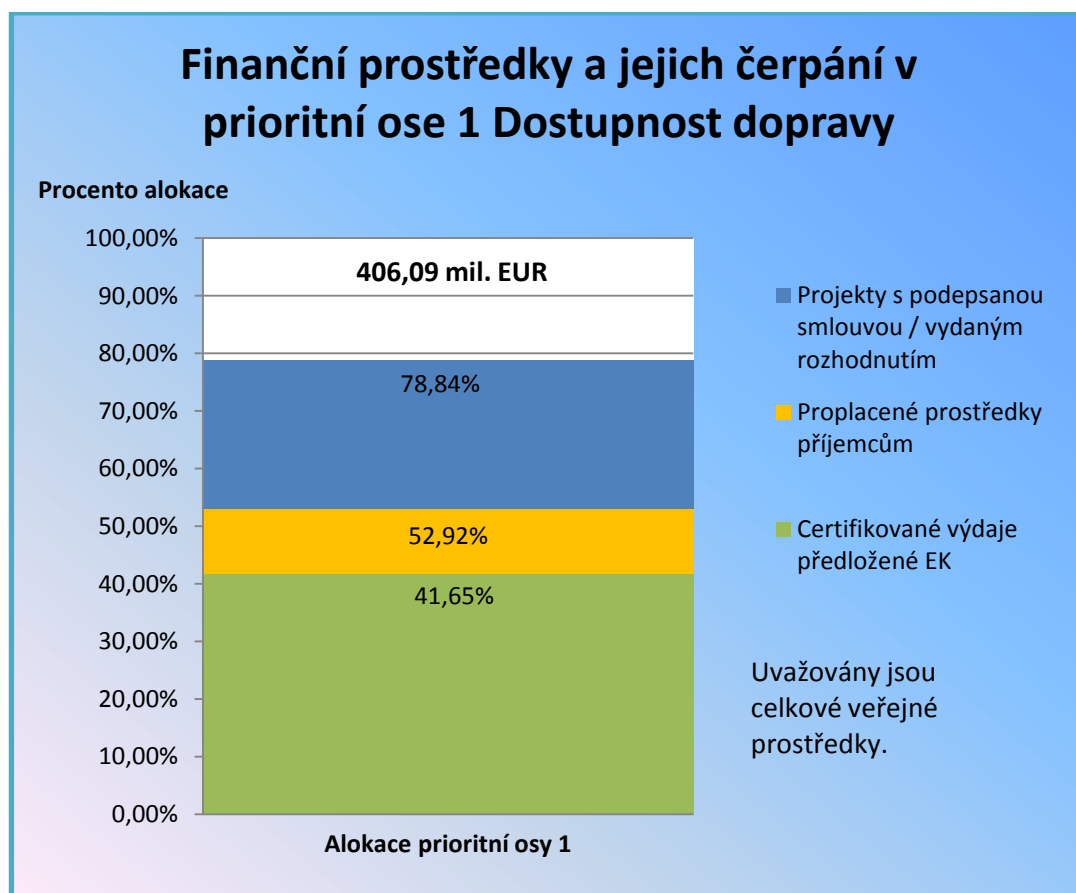 Finanční prostředky a jejich čerpání v
prioritní ose 1 Dostupnost dopravy
Procento alokace
100,00%
90,00%
80,00%
70,00%
60,00%
50,00%
40,00%
30,00%
20,00%
10,00%
0,00%
406,09 mil. EUR
78,84%
52,92%
41,65%
Alokace prioritní osy 1
Projekty s podepsanou
smlouvou / vydaným
rozhodnutím
Proplacené prostředky
příjemcům
Certifikované výdaje
předložené EK
Uvažovány jsou
celkové veřejné
prostředky.